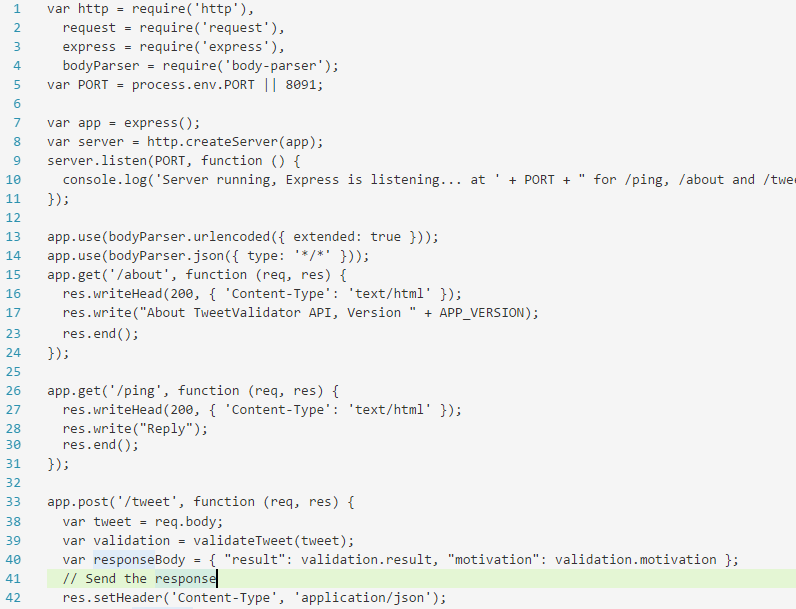 1 var http = require('http'),
2 request = require('request'),
3 express = require('express'),
4 bodyParser = require('body-parser');
5 var PORT = process.env.PORT || 8091;
6
7 var app = express();
8 var server = http.createServer(app);
9 server.listen(PORT, function () {
10 console.log('Server running, Express is listening... at ' + PORT + " for /ping, /about and /twe
11 });
12
13 app.use(bodyParser.urlencoded({ extended: true }));
14 app.use(bodyParser.json({ type: '*/*' }));
15 app.get('/about', function (req, res) {
16 res.writeHead(200, { 'Content-Type': 'text/html' });
17 res.write("About TweetValidator API, Version " + APP_VERSION);
23 res.end();
24 });
25
26 app.get('/ping', function (req, res) {
27 res.writeHead(200, { 'Content-Type': 'text/html' });
28 res.write("Reply");
30 res.end();
31 });
32
33 app.post('/tweet', function (req, res) {
38 var tweet = req.body;
39 var validation = validateTweet(tweet);
40 var responseBody = { "result": validation.result, "motivation": validation.motivation };
41 // Send the response
42 res.setHeader('Content-Type', 'application/json');